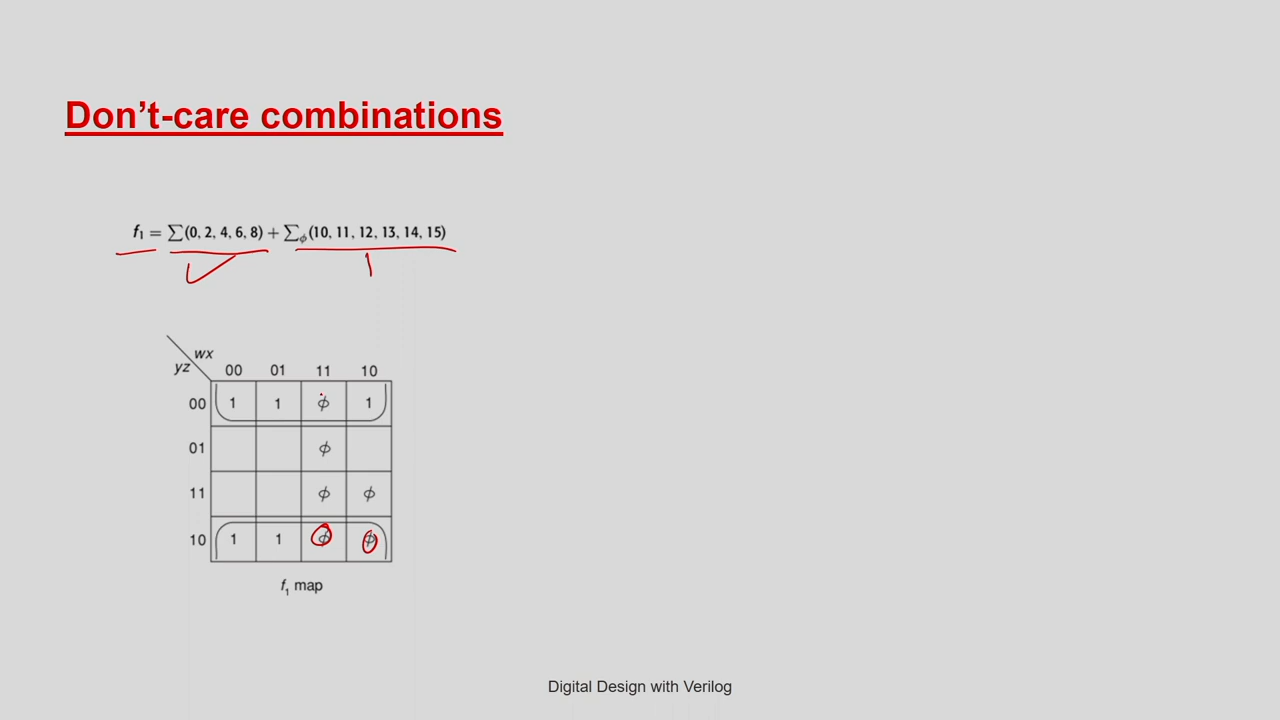 Don't-care combinations
f₁ = ∑(0, 2, 4, 6, 8) + ∑ϕ(10, 11, 12, 13, 14, 15)
wx
yz 00 01 11 10
00 1 1 ϕ 1
01 ϕ
11 ϕ ϕ
10 1 1 ϕ ϕ
f₁ map
Digital Design with Verilog